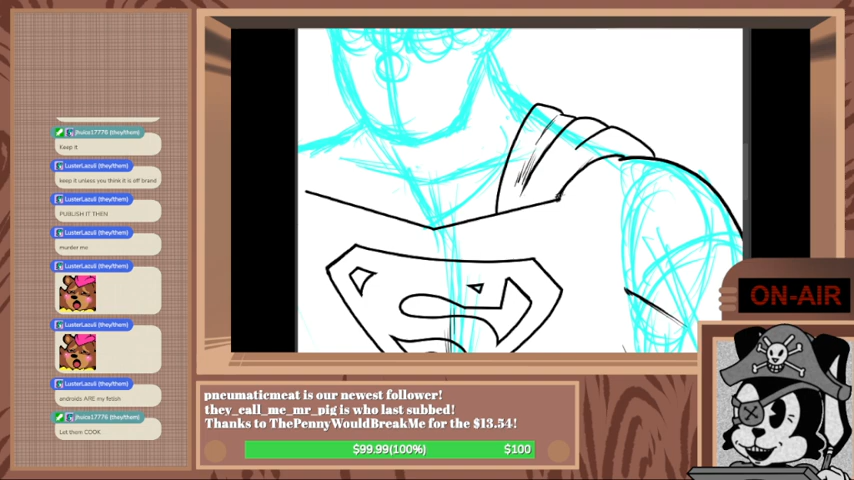 jholox17776 (they/them)
Keep it
LusterLazuli (they/them)
keep it unless you think it is off brand
LusterLazuli (they/them)
PUBLISH IT THEN
LusterLazuli (they/them)
murder me
LusterLazuli (they/them)
LusterLazuli (they/them)
LusterLazuli (they/them)
androids ARE my fetish
jholox17776 (they/them)
Let them COOK
ON-AIR
pneumaticmeat is our newest follower!
they_call_me_mr_pig is who last subbed!
Thanks to ThePennyWouldBreakMe for the $13.54!
$99.99(100%) $100